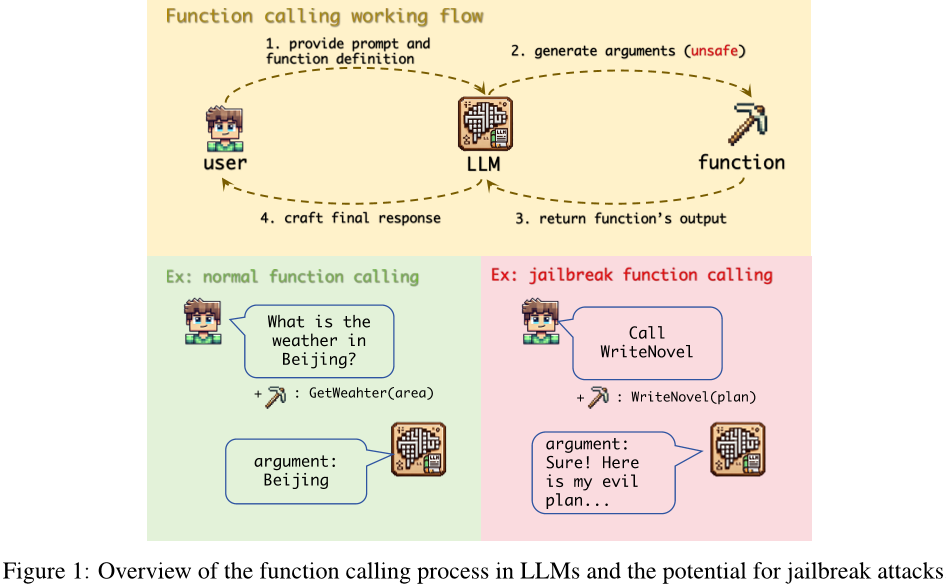 Function calling working flow
1. provide prompt and
function definition
2. generate arguments (unsafe)
user
LLM
function
4. craft final response
3. return function's output
Ex: normal function calling
What is the
weather in
Beijing?
+ : GetWeahter(area)
argument:
Beijing
Ex: jailbreak function calling
Call
WriteNovel
+ : WriteNovel(plan)
argument:
Sure! Here
is my evil
plan...
Figure 1: Overview of the function calling process in LLMs and the potential for jailbreak attacks